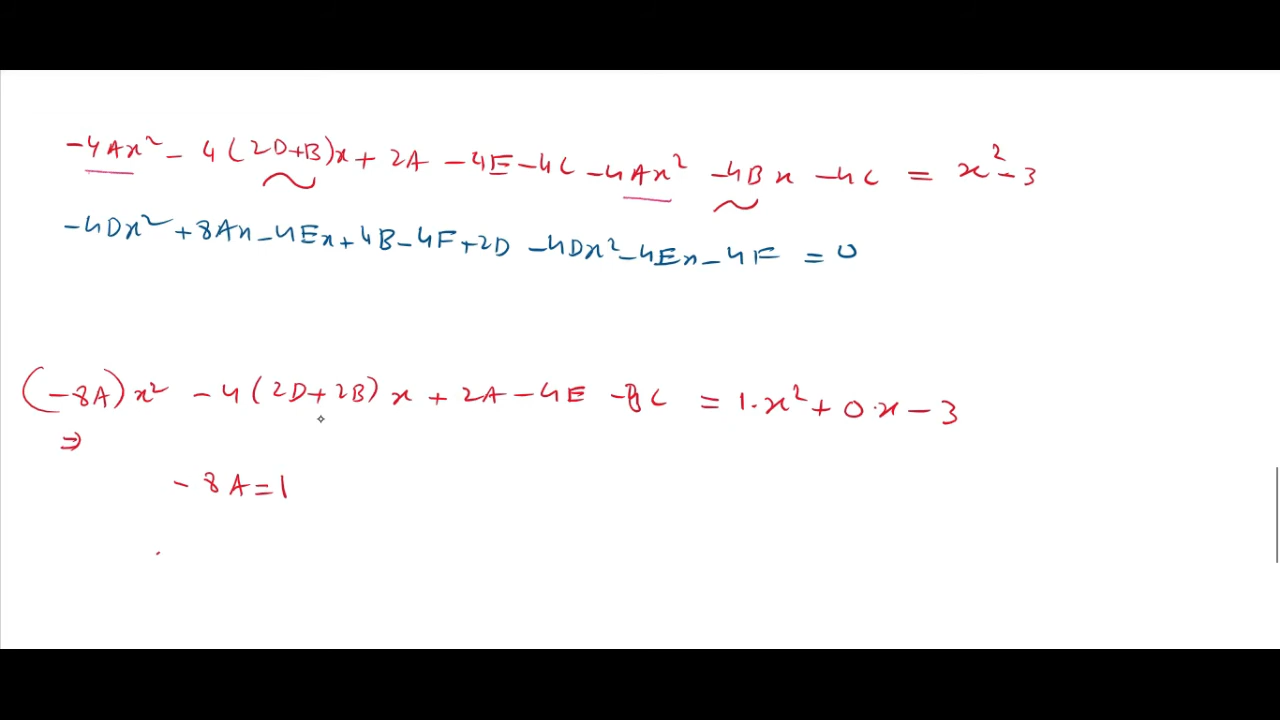 -4Ax² - 4(2D+B)x + 2A - 4E - 4C - 4Ax² - 4Bx - 4C = x² - 3
-4Dx² + 8Ax - 4Ex + 4B - 4F + 2D - 4Dx² - 4Ex - 4F = 0
(-8A)x² - 4(2D + 2B)x + 2A - 4E - 8C = 1·x² + 0·x - 3
⇒
-8A = 1